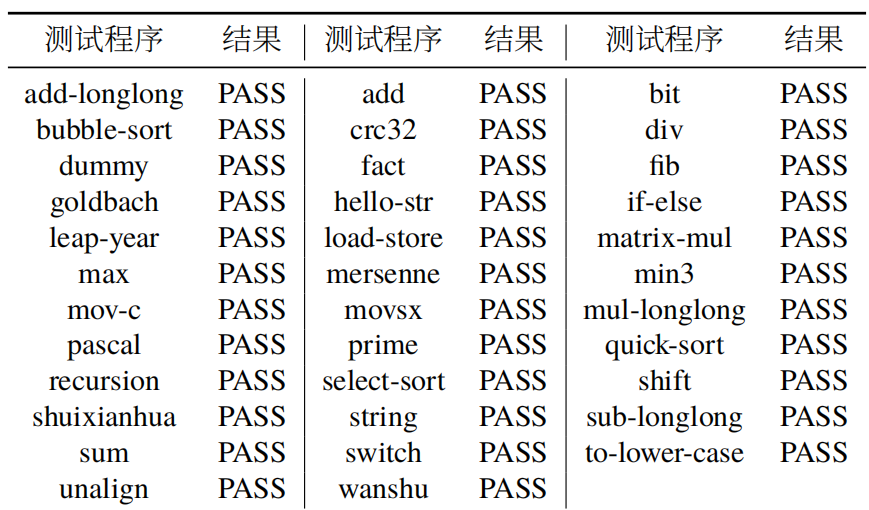 测试程序 结果 测试程序 结果 测试程序 结果
add-longlong PASS add PASS bit PASS
bubble-sort PASS crc32 PASS div PASS
dummy PASS fact PASS fib PASS
goldbach PASS hello-str PASS if-else PASS
leap-year PASS load-store PASS matrix-mul PASS
max PASS mersenne PASS min3 PASS
mov-c PASS movsx PASS mul-longlong PASS
pascal PASS prime PASS quick-sort PASS
recursion PASS select-sort PASS shift PASS
shuixianhua PASS string PASS sub-longlong PASS
sum PASS switch PASS to-lower-case PASS
unalign PASS wanshu PASS